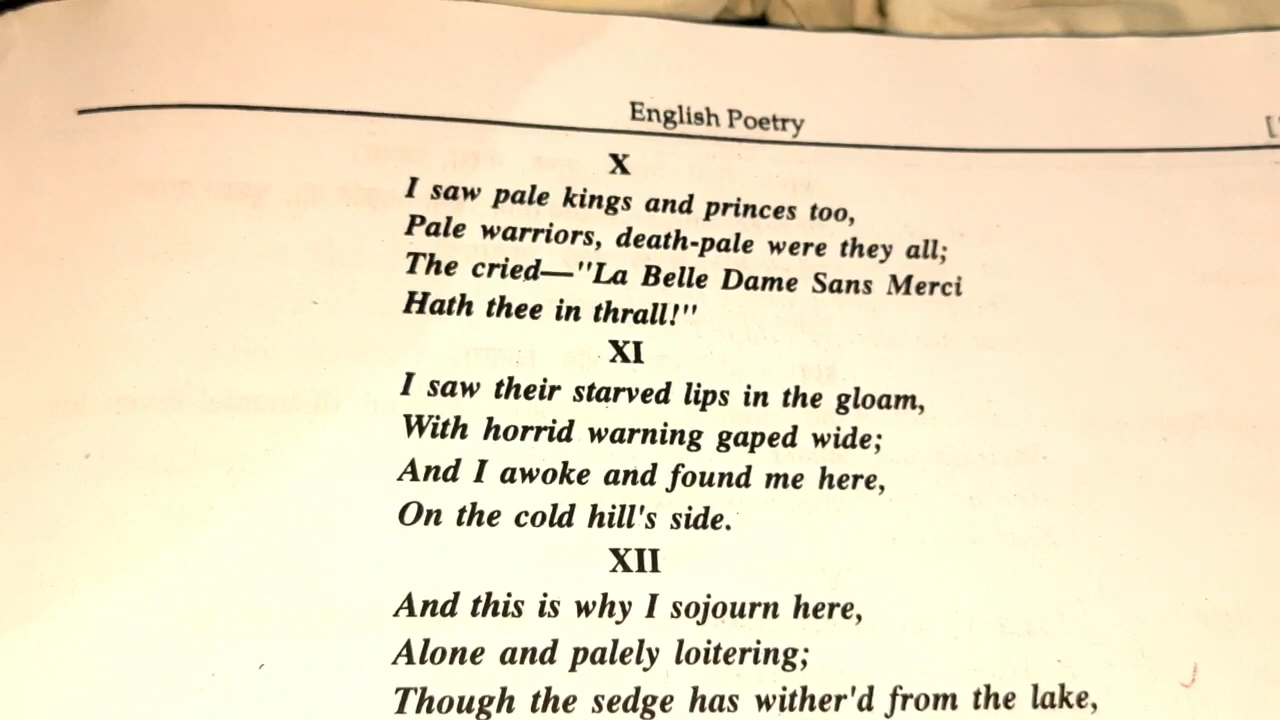 English Poetry
[
X
I saw pale kings and princes too,
Pale warriors, death-pale were they all;
The cried—"La Belle Dame Sans Merci
Hath thee in thrall!"
XI
I saw their starved lips in the gloam,
With horrid warning gaped wide;
And I awoke and found me here,
On the cold hill's side.
XII
And this is why I sojourn here,
Alone and palely loitering;
Though the sedge has wither'd from the lake,